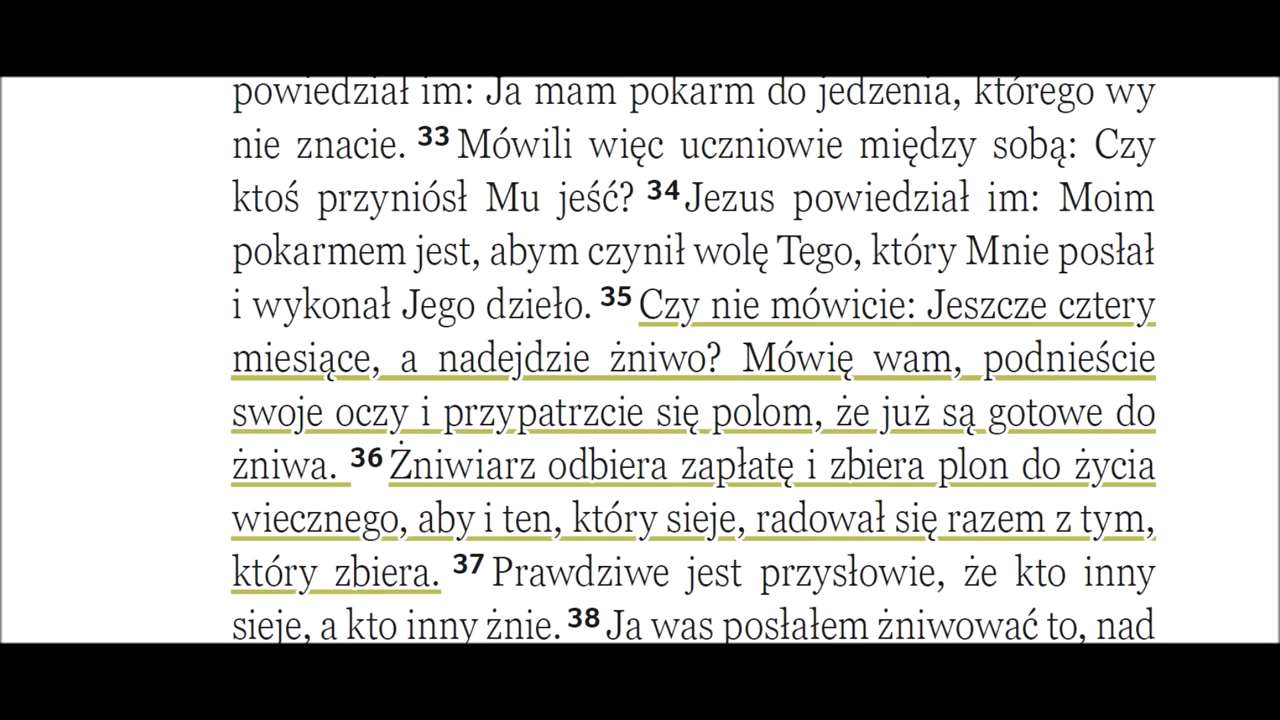 powiedział im: Ja mam pokarm do jedzenia, którego wy
nie znacie. 33 Mówili więc uczniowie między sobą: Czy
ktoś przyniósł Mu jeść? 34 Jezus powiedział im: Moim
pokarmem jest, abym czynił wolę Tego, który Mnie posłał
i wykonał Jego dzieło. 35 Czy nie mówicie: Jeszcze cztery
miesiące, a nadejdzie żniwo? Mówię wam, podnieście
swoje oczy i przypatrzcie się polom, że już są gotowe do
żniwa. 36 Żniwiarz odbiera zapłatę i zbiera plon do życia
wiecznego, aby i ten, który sieje, radował się razem z tym,
który zbiera. 37 Prawdziwe jest przysłowie, że kto inny
sieje, a kto inny żnie. 38 Ja was posłałem żniwować to, nad